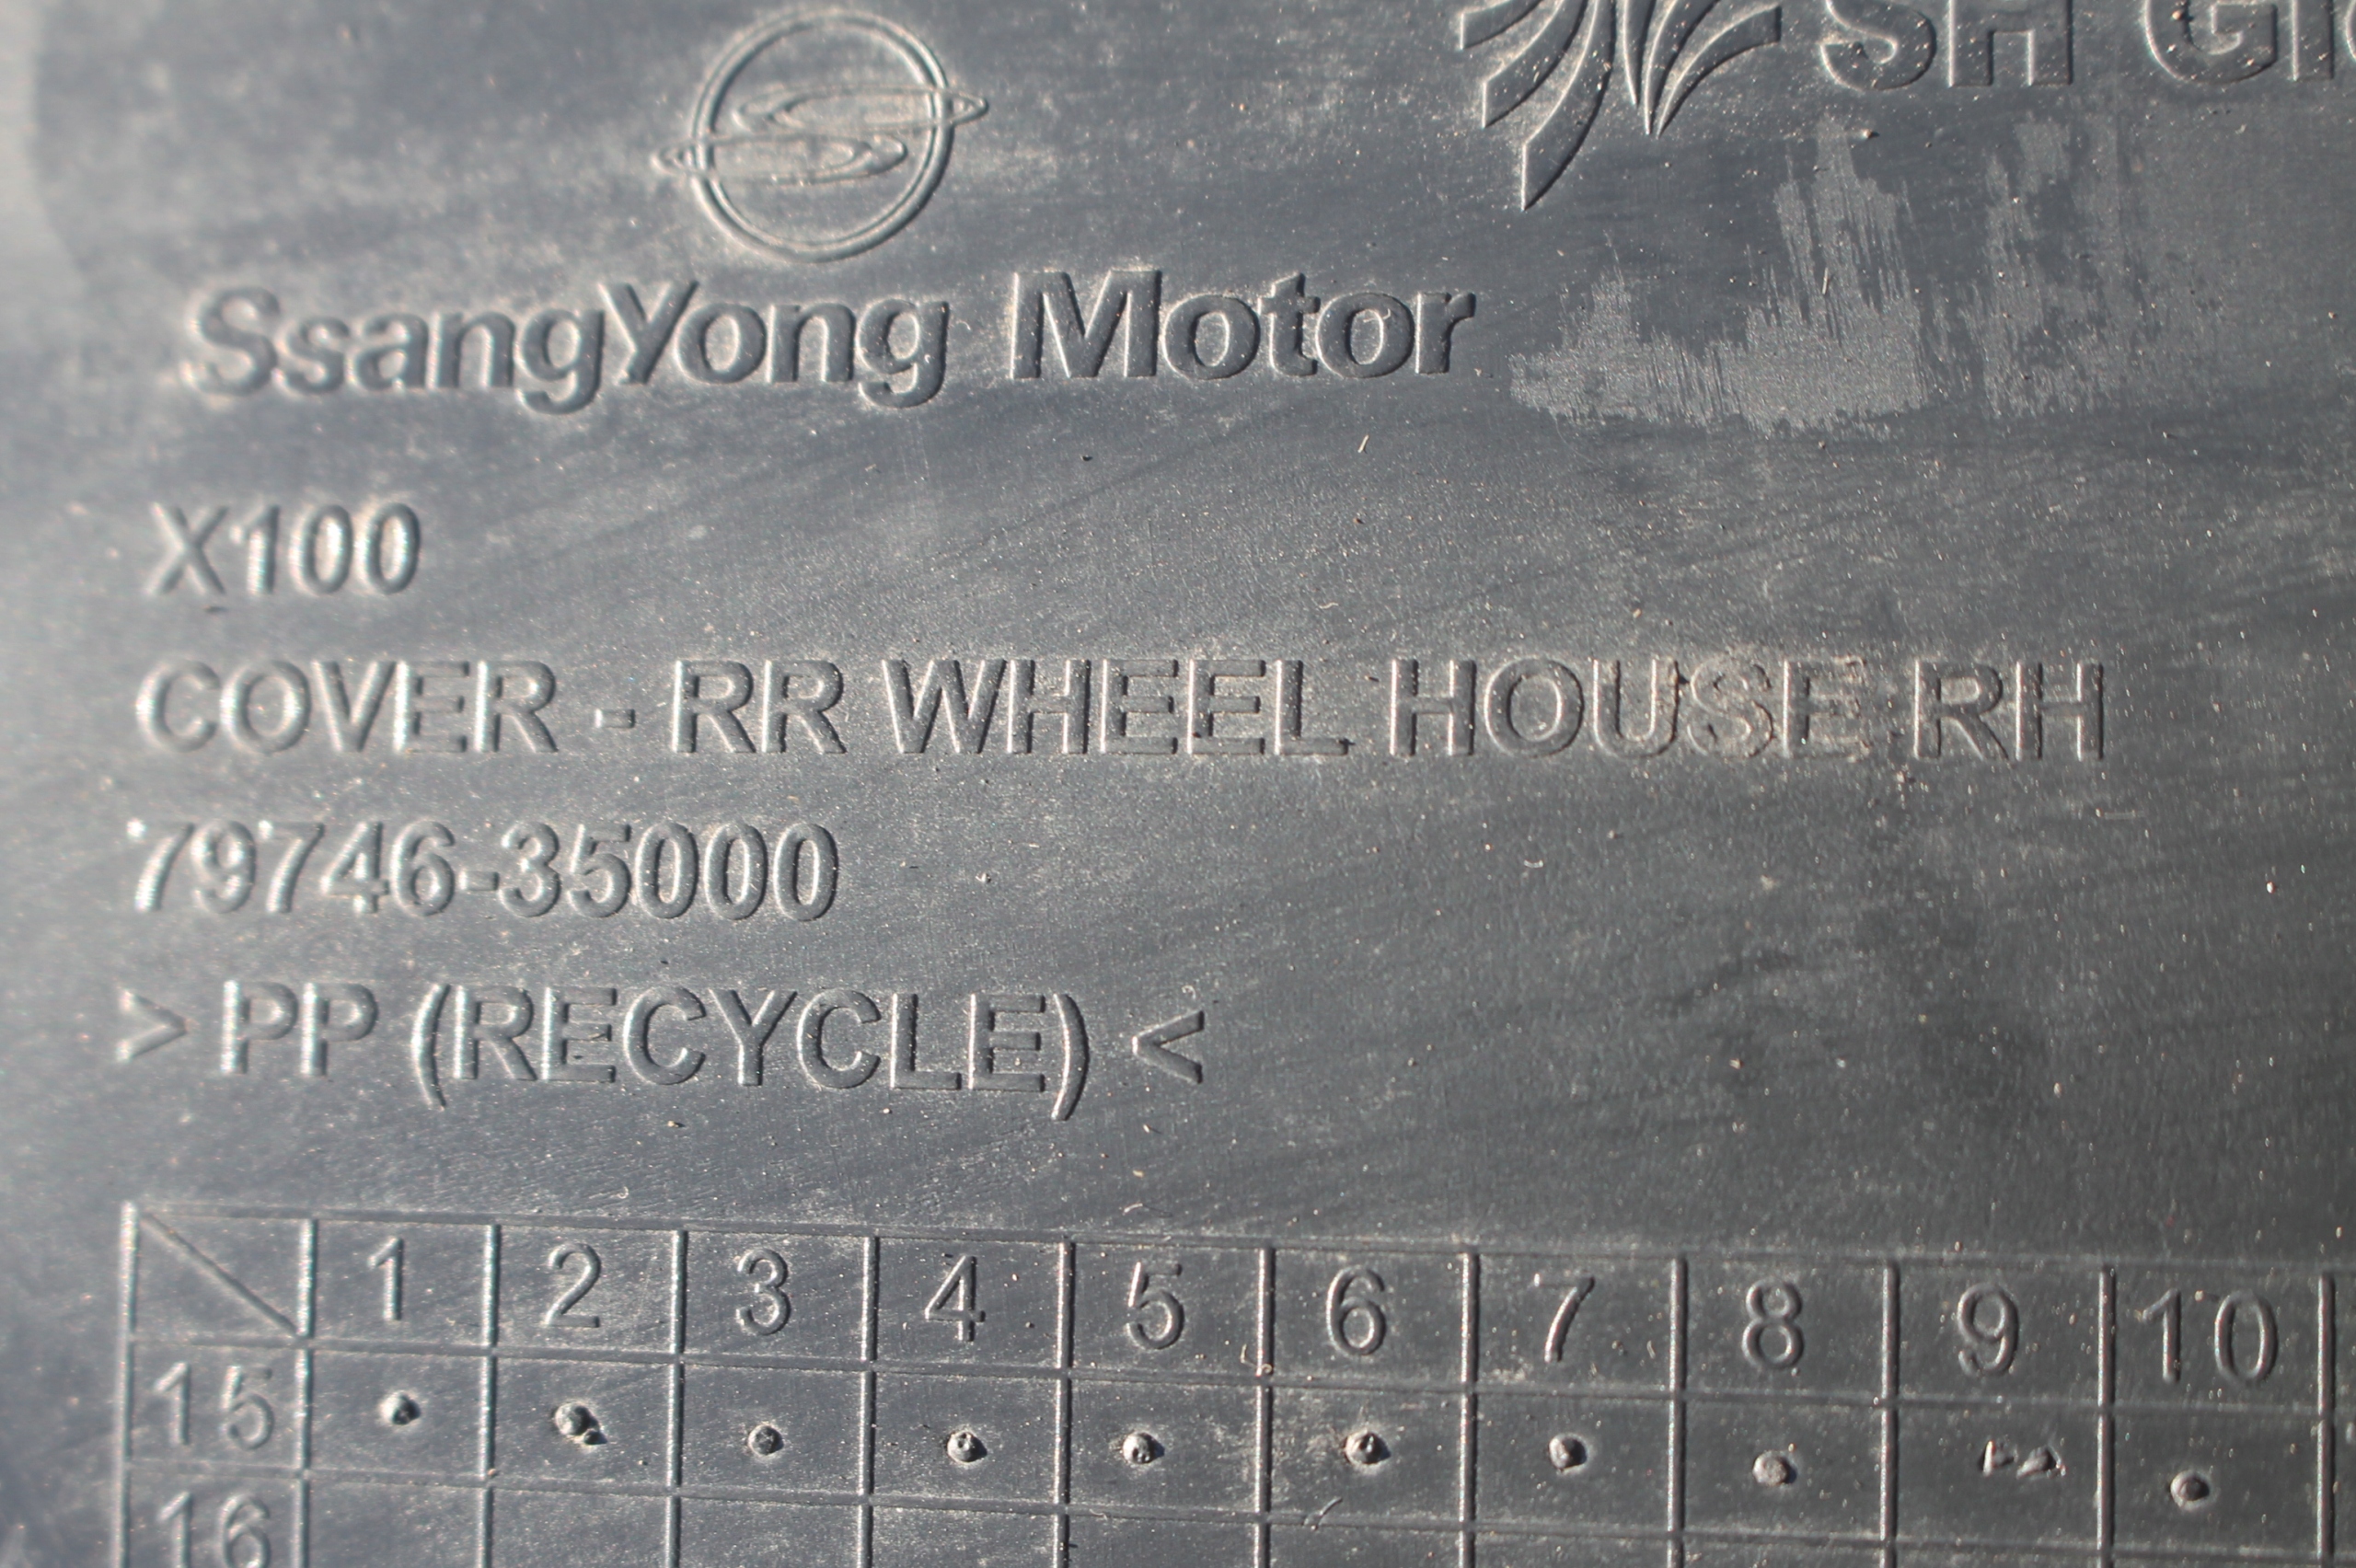 SH
SsangYong Motor
X100
COVER - RR WHEEL HOUSE RH
79746-35000
> PP (RECYCLE) <
1 2 3 4 5 6 7 8 9 10
15
16